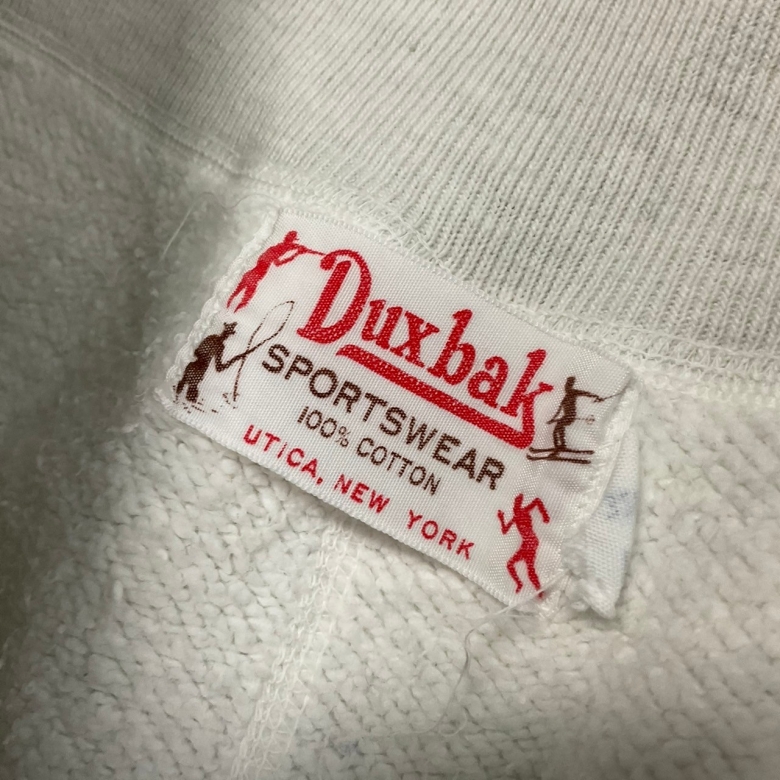 Duxbak
SPORTSWEAR
100% COTTON
UTICA, NEW YORK